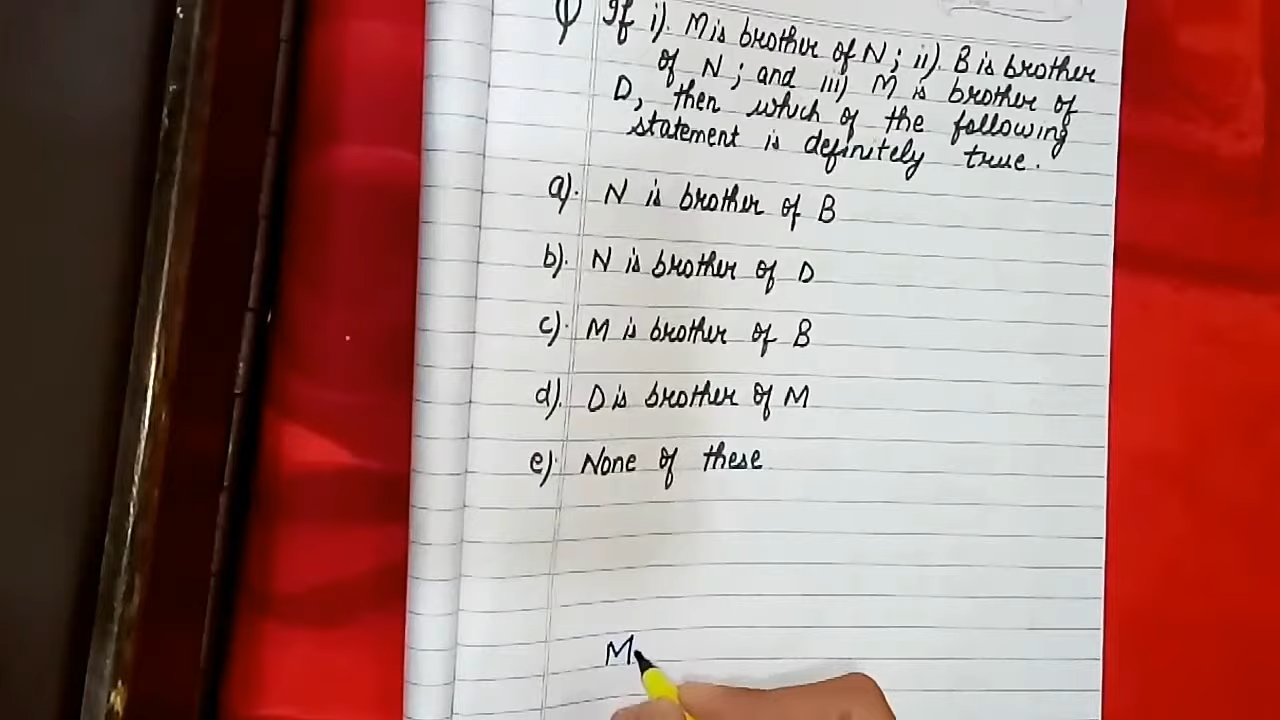 Q If i). M is brother of N; ii). B is brother
of N; and iii) M is brother of
D, then which of the following
statement is definitely true.
a). N is brother of B
b). N is brother of D
c). M is brother of B
d). D is brother of M
e). None of these
M